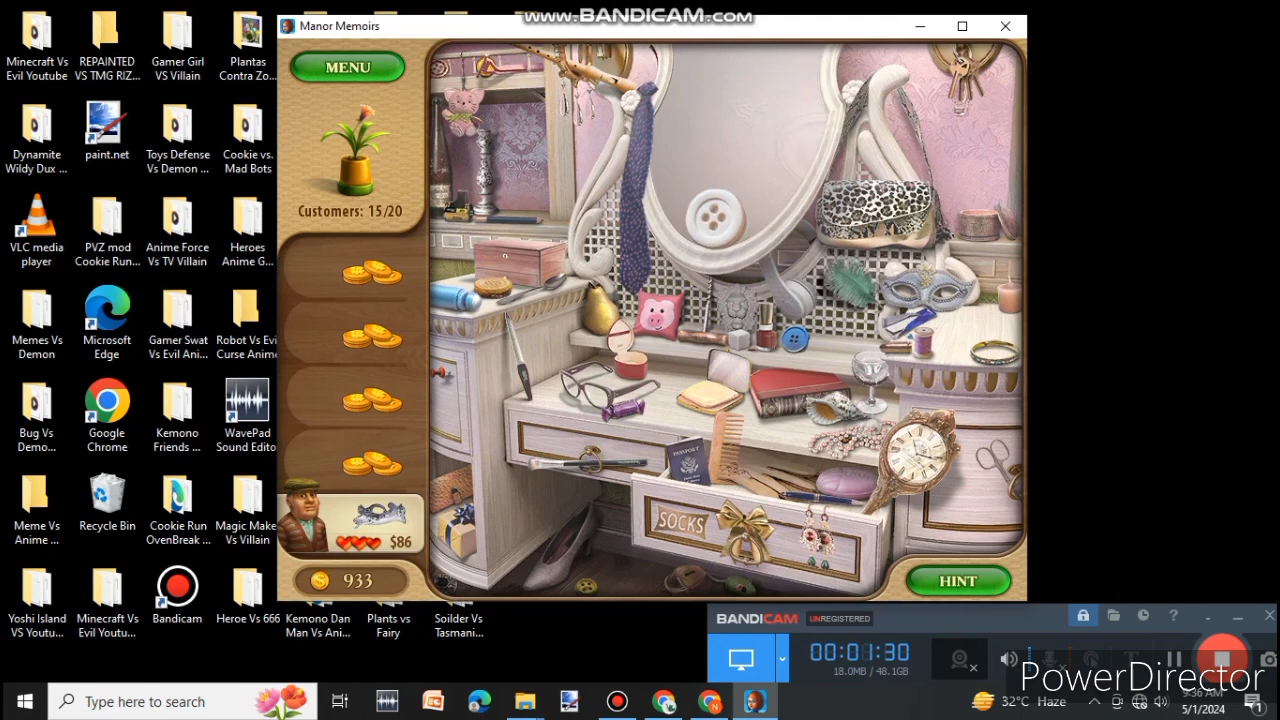 www.BANDICAM.com
Manor Memoirs
MENU
Customers: 15/20
$86
933
PASSPORT
SOCKS
HINT
Minecraft Vs
Evil Youtube
REPAINTED
VS TMG RIZ...
Gamer Girl
VS Villain
Plantas
Contra Zo...
Dynamite
Wildy Dux ...
paint.net
Toys Defense
Vs Demon ...
Cookie vs.
Mad Bots
VLC media
player
PVZ mod
Cookie Run...
Anime Force
Vs TV Villain
Heroes
Anime G...
Memes Vs
Demon
Microsoft
Edge
Gamer Swat
Vs Evil Ani...
Robot Vs Evil
Curse Anime
Bug Vs
Demo...
Google
Chrome
Kemono
Friends ...
WavePad
Sound Edito
Meme Vs
Anime ...
Recycle Bin
Cookie Run
OvenBreak ...
Magic Make
Vs Villain
Yoshi Island
VS Youtu...
Minecraft Vs
Evil Youtu...
Bandicam
Heroe Vs 666
Kemono Dan
Man Vs Ani...
Plants vs
Fairy
Soilder Vs
Tasmani...
BANDICAM UNREGISTERED
00:01:30
18.0MB / 48.1GB
PowerDirector
Type here to search
32°C Haze
9:36 AM
5/1/2024